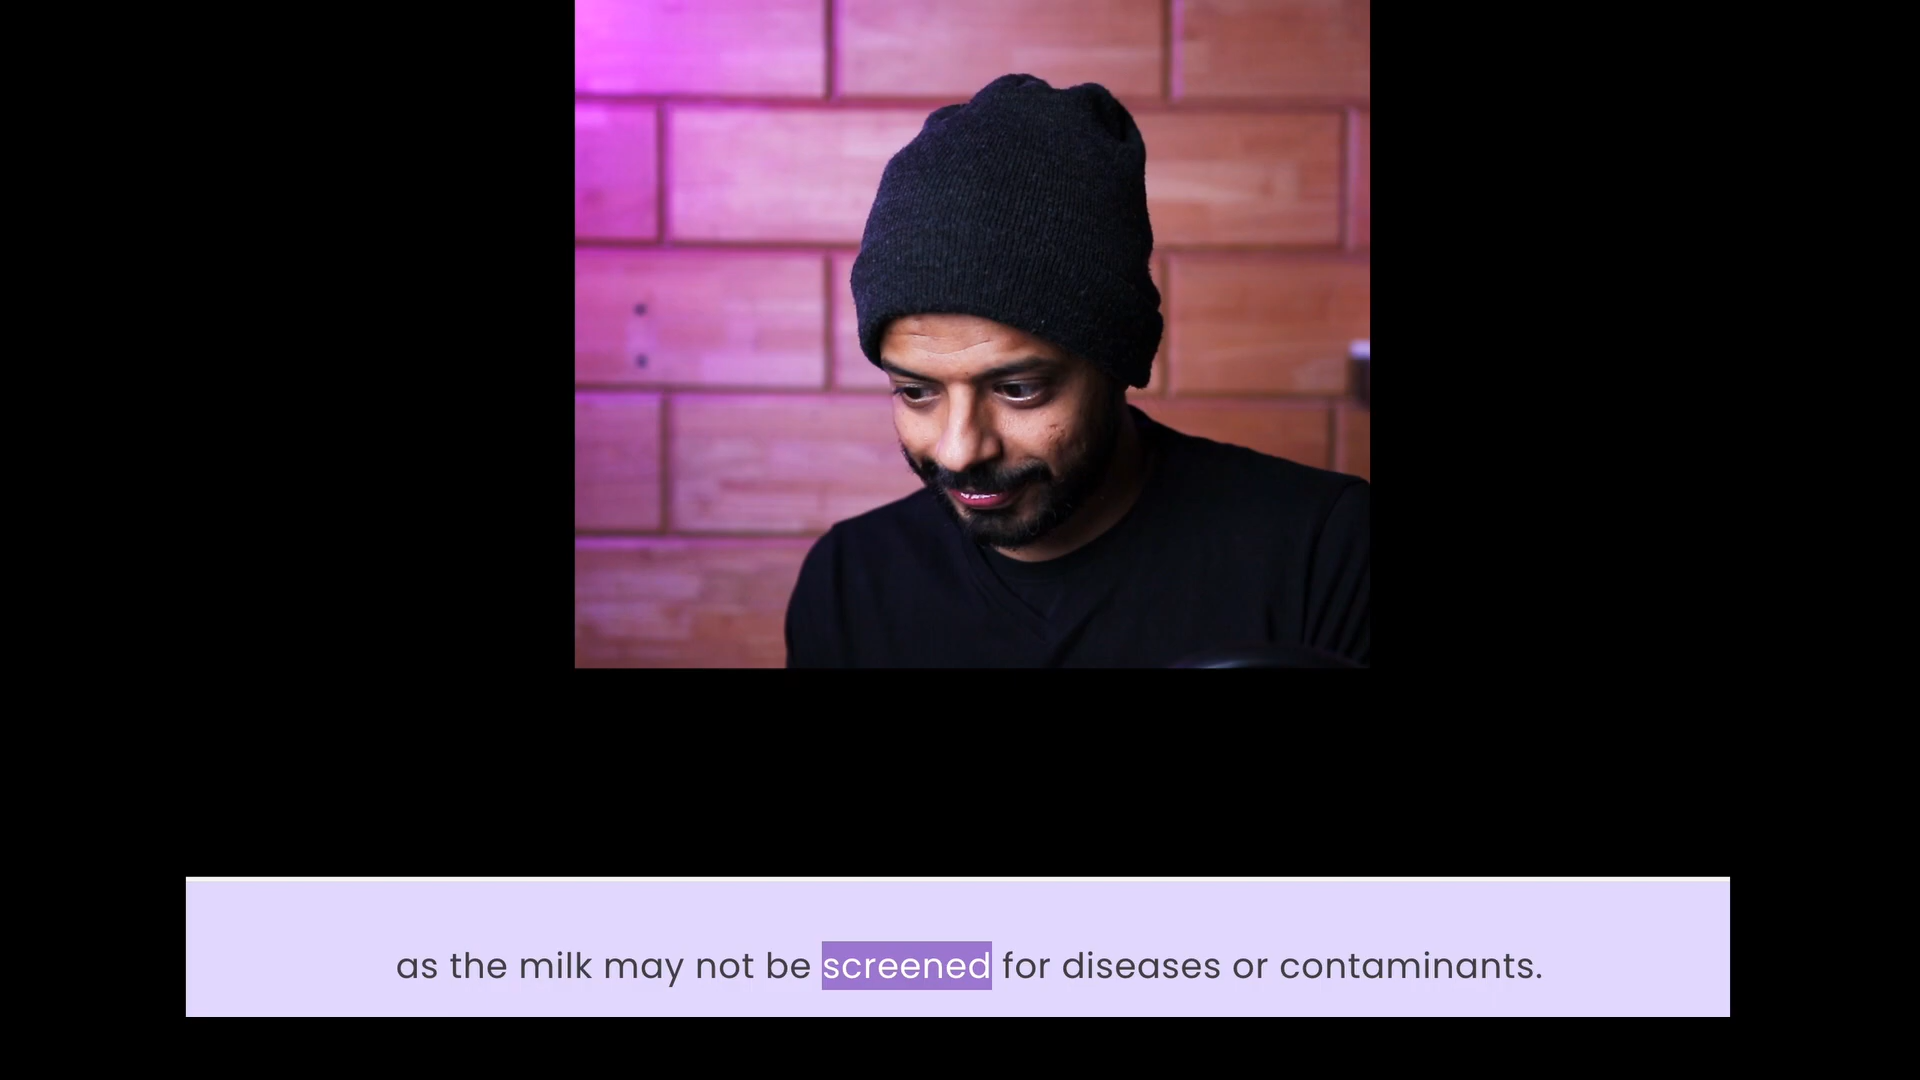 as the milk may not be screened for diseases or contaminants.